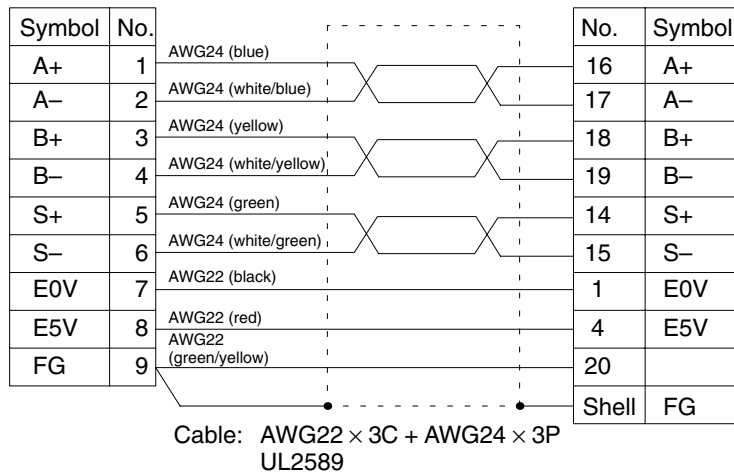 Symbol No. No. Symbol
A+ 1 AWG24 (blue) 16 A+
A– 2 AWG24 (white/blue) 17 A–
B+ 3 AWG24 (yellow) 18 B+
B– 4 AWG24 (white/yellow) 19 B–
S+ 5 AWG24 (green) 14 S+
S– 6 AWG24 (white/green) 15 S–
E0V 7 AWG22 (black) 1 E0V
E5V 8 AWG22 (red) 4 E5V
FG 9 AWG22 (green/yellow) 20
Shell FG
Cable: AWG22 × 3C + AWG24 × 3P
UL2589